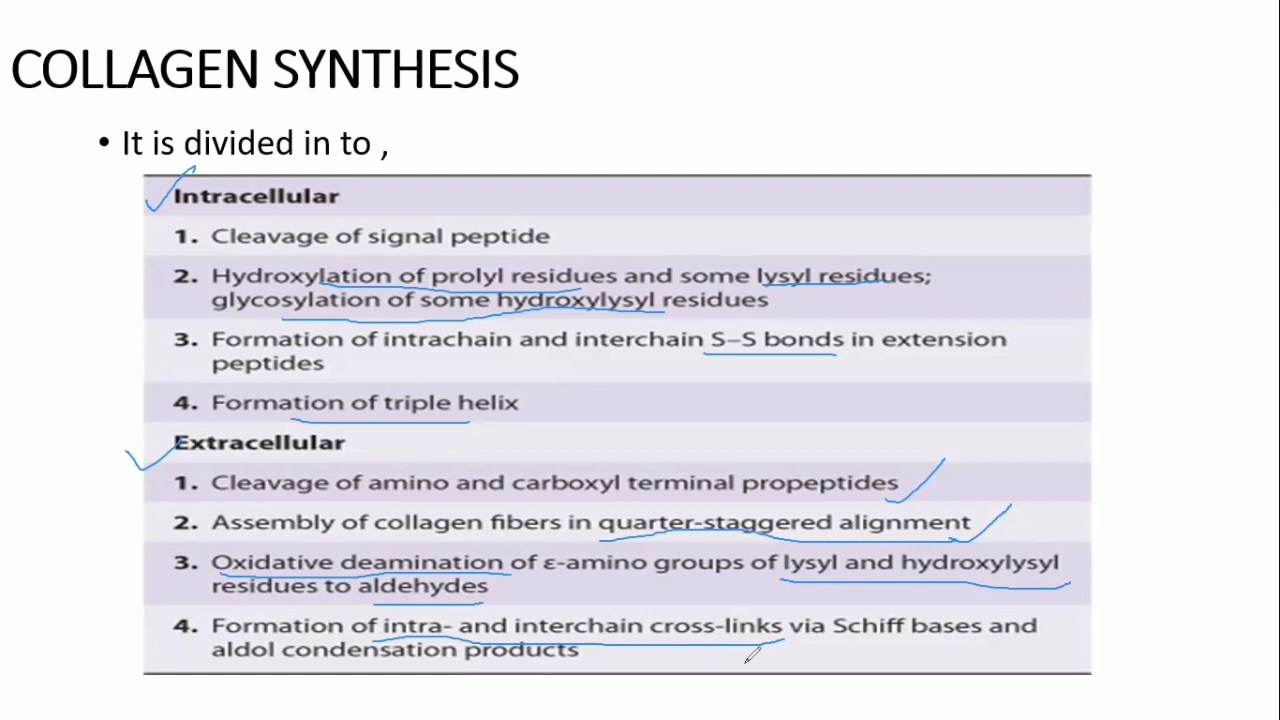 COLLAGEN SYNTHESIS
• It is divided in to ,
Intracellular
1. Cleavage of signal peptide
2. Hydroxylation of prolyl residues and some lysyl residues;
glycosylation of some hydroxylysyl residues
3. Formation of intrachain and interchain S–S bonds in extension
peptides
4. Formation of triple helix
Extracellular
1. Cleavage of amino and carboxyl terminal propeptides
2. Assembly of collagen fibers in quarter-staggered alignment
3. Oxidative deamination of ε-amino groups of lysyl and hydroxylysyl
residues to aldehydes
4. Formation of intra- and interchain cross-links via Schiff bases and
aldol condensation products